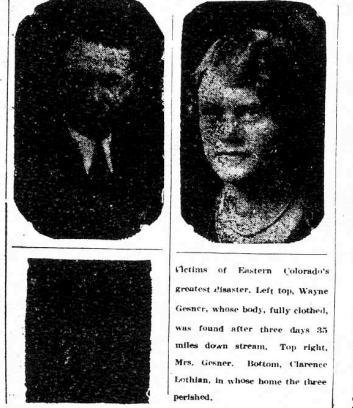 Victims of Eastern Colorado's
greatest disaster. Left top, Wayne
Gesner, whose body, fully clothed,
was found after three days 35
miles down stream. Top right,
Mrs. Gesner. Bottom, Clarence
Lothian, in whose home the three
perished.